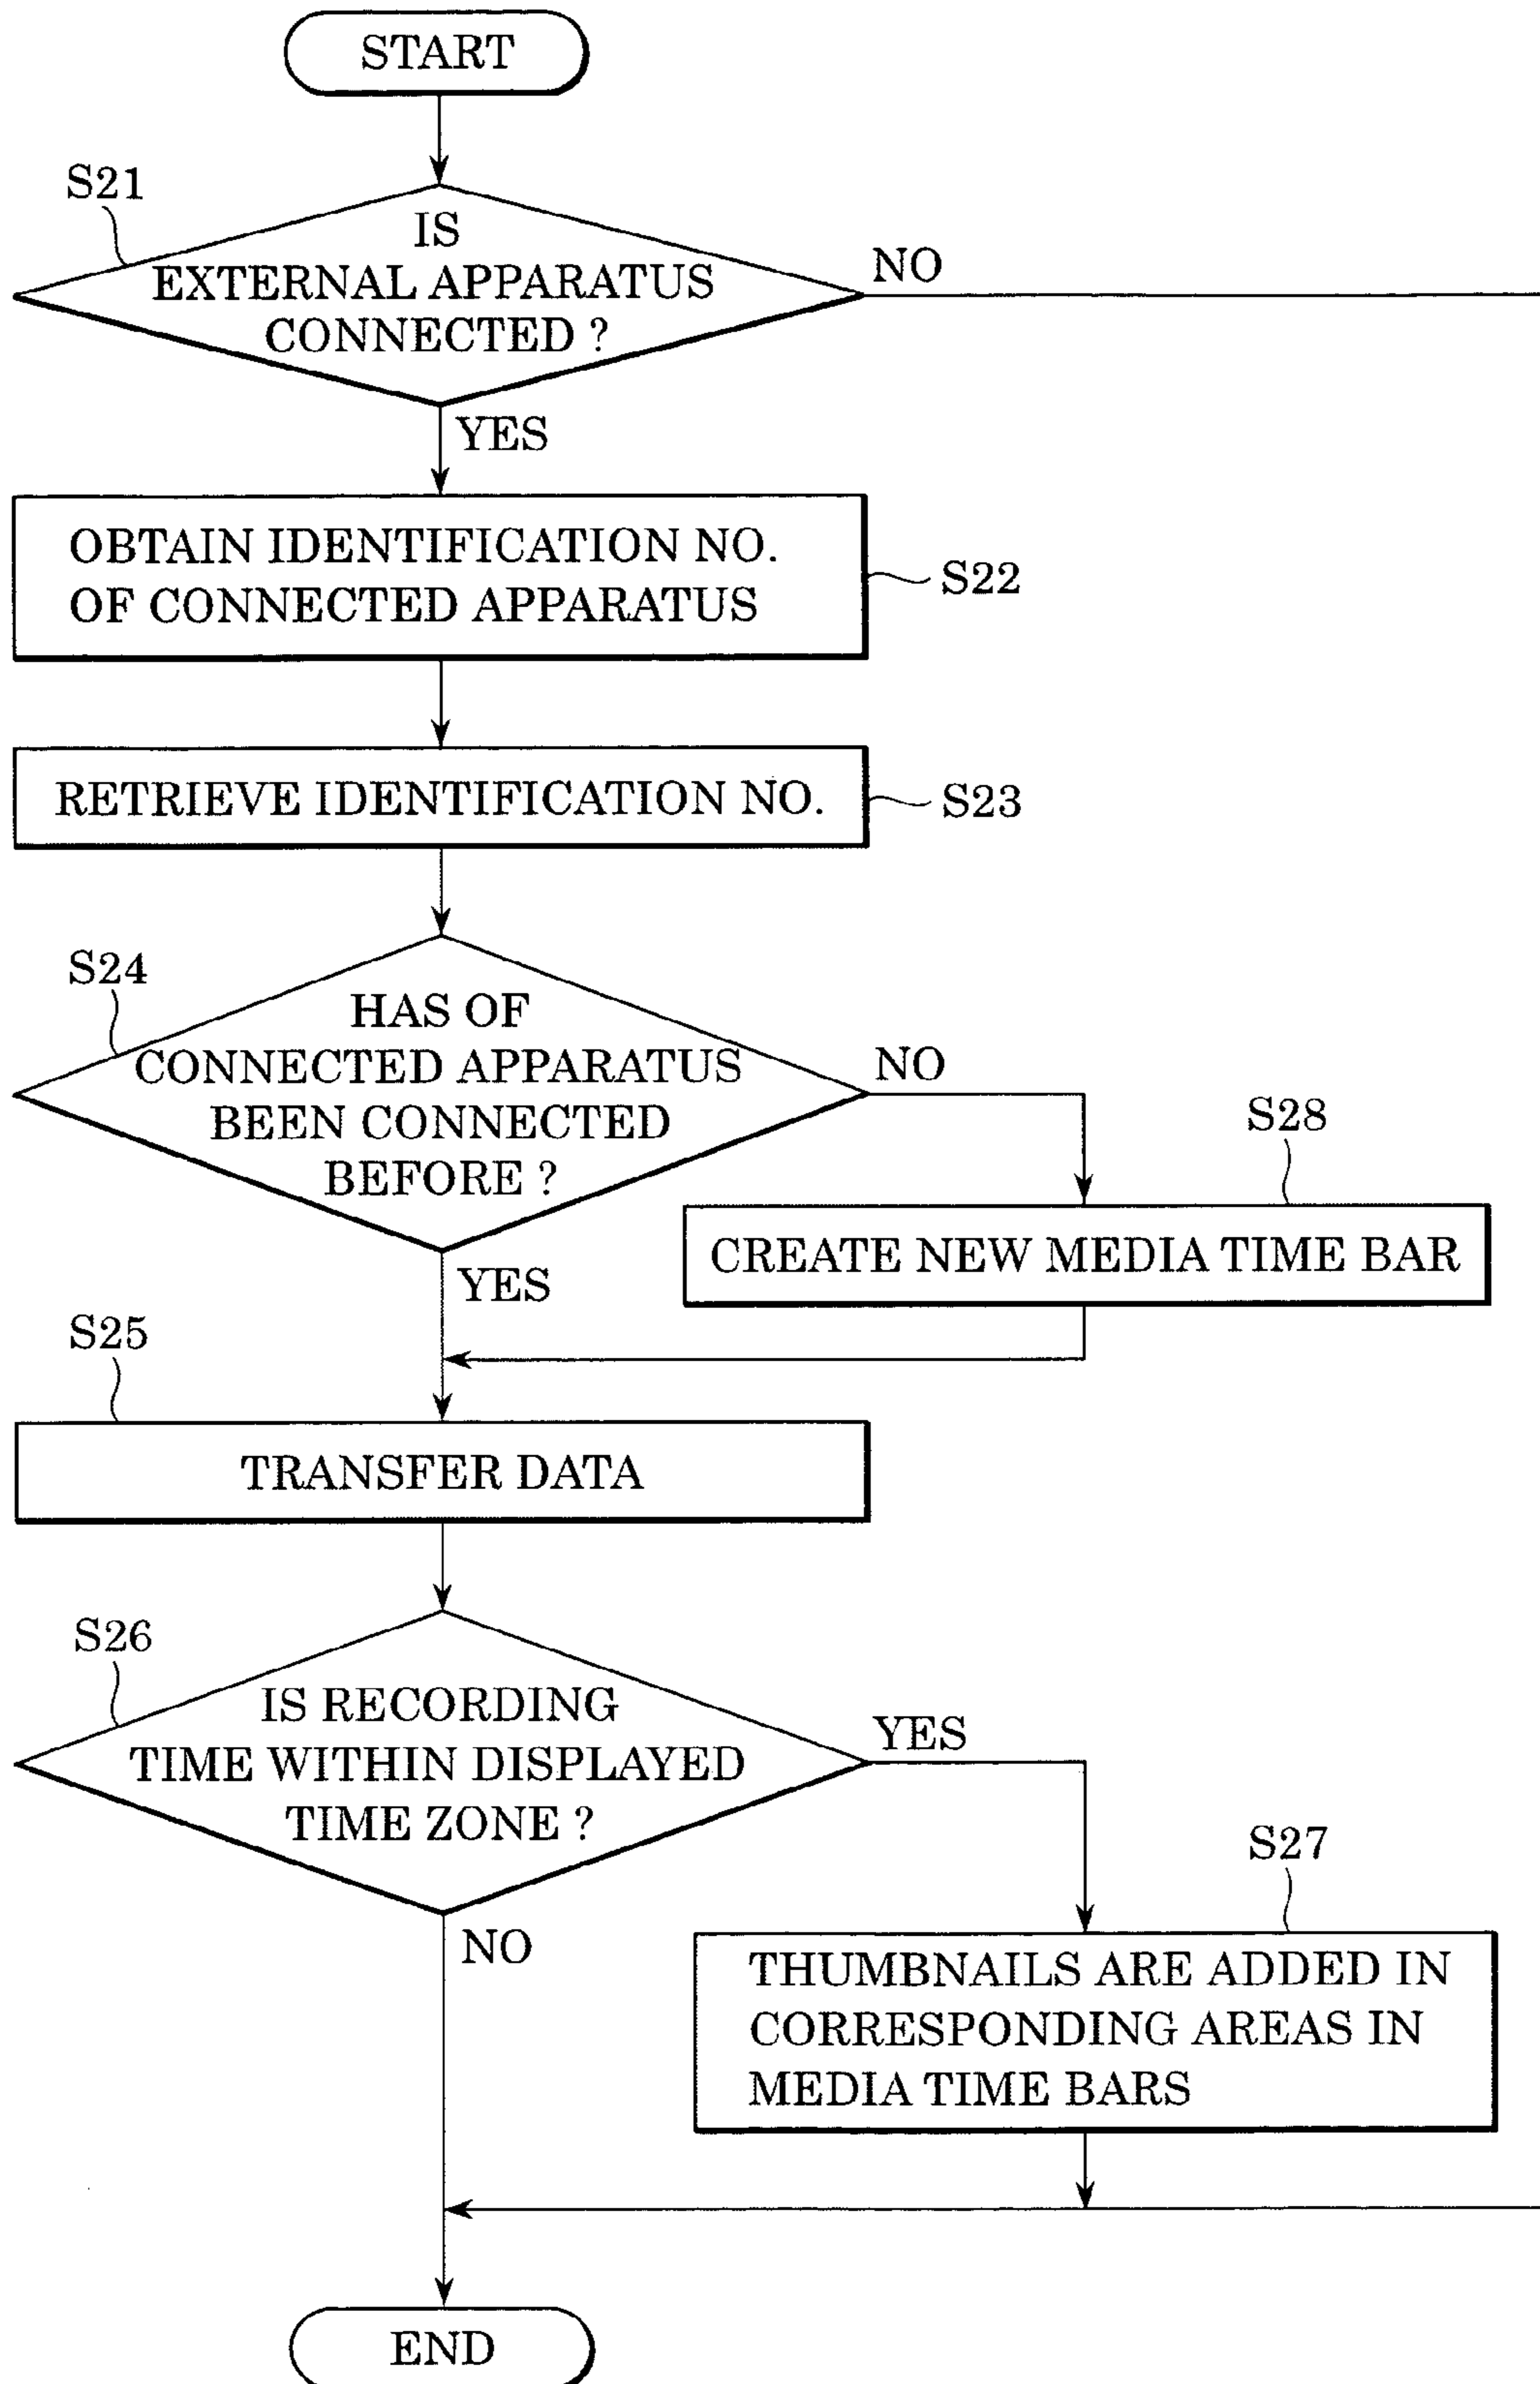 START
S21
IS
EXTERNAL APPARATUS
CONNECTED ?
NO
YES
OBTAIN IDENTIFICATION NO.
OF CONNECTED APPARATUS
S22
RETRIEVE IDENTIFICATION NO.
S23
S24
HAS OF
CONNECTED APPARATUS
BEEN CONNECTED
BEFORE ?
NO
S28
CREATE NEW MEDIA TIME BAR
YES
S25
TRANSFER DATA
S26
IS RECORDING
TIME WITHIN DISPLAYED
TIME ZONE ?
YES
S27
THUMBNAILS ARE ADDED IN
CORRESPONDING AREAS IN
MEDIA TIME BARS
NO
END